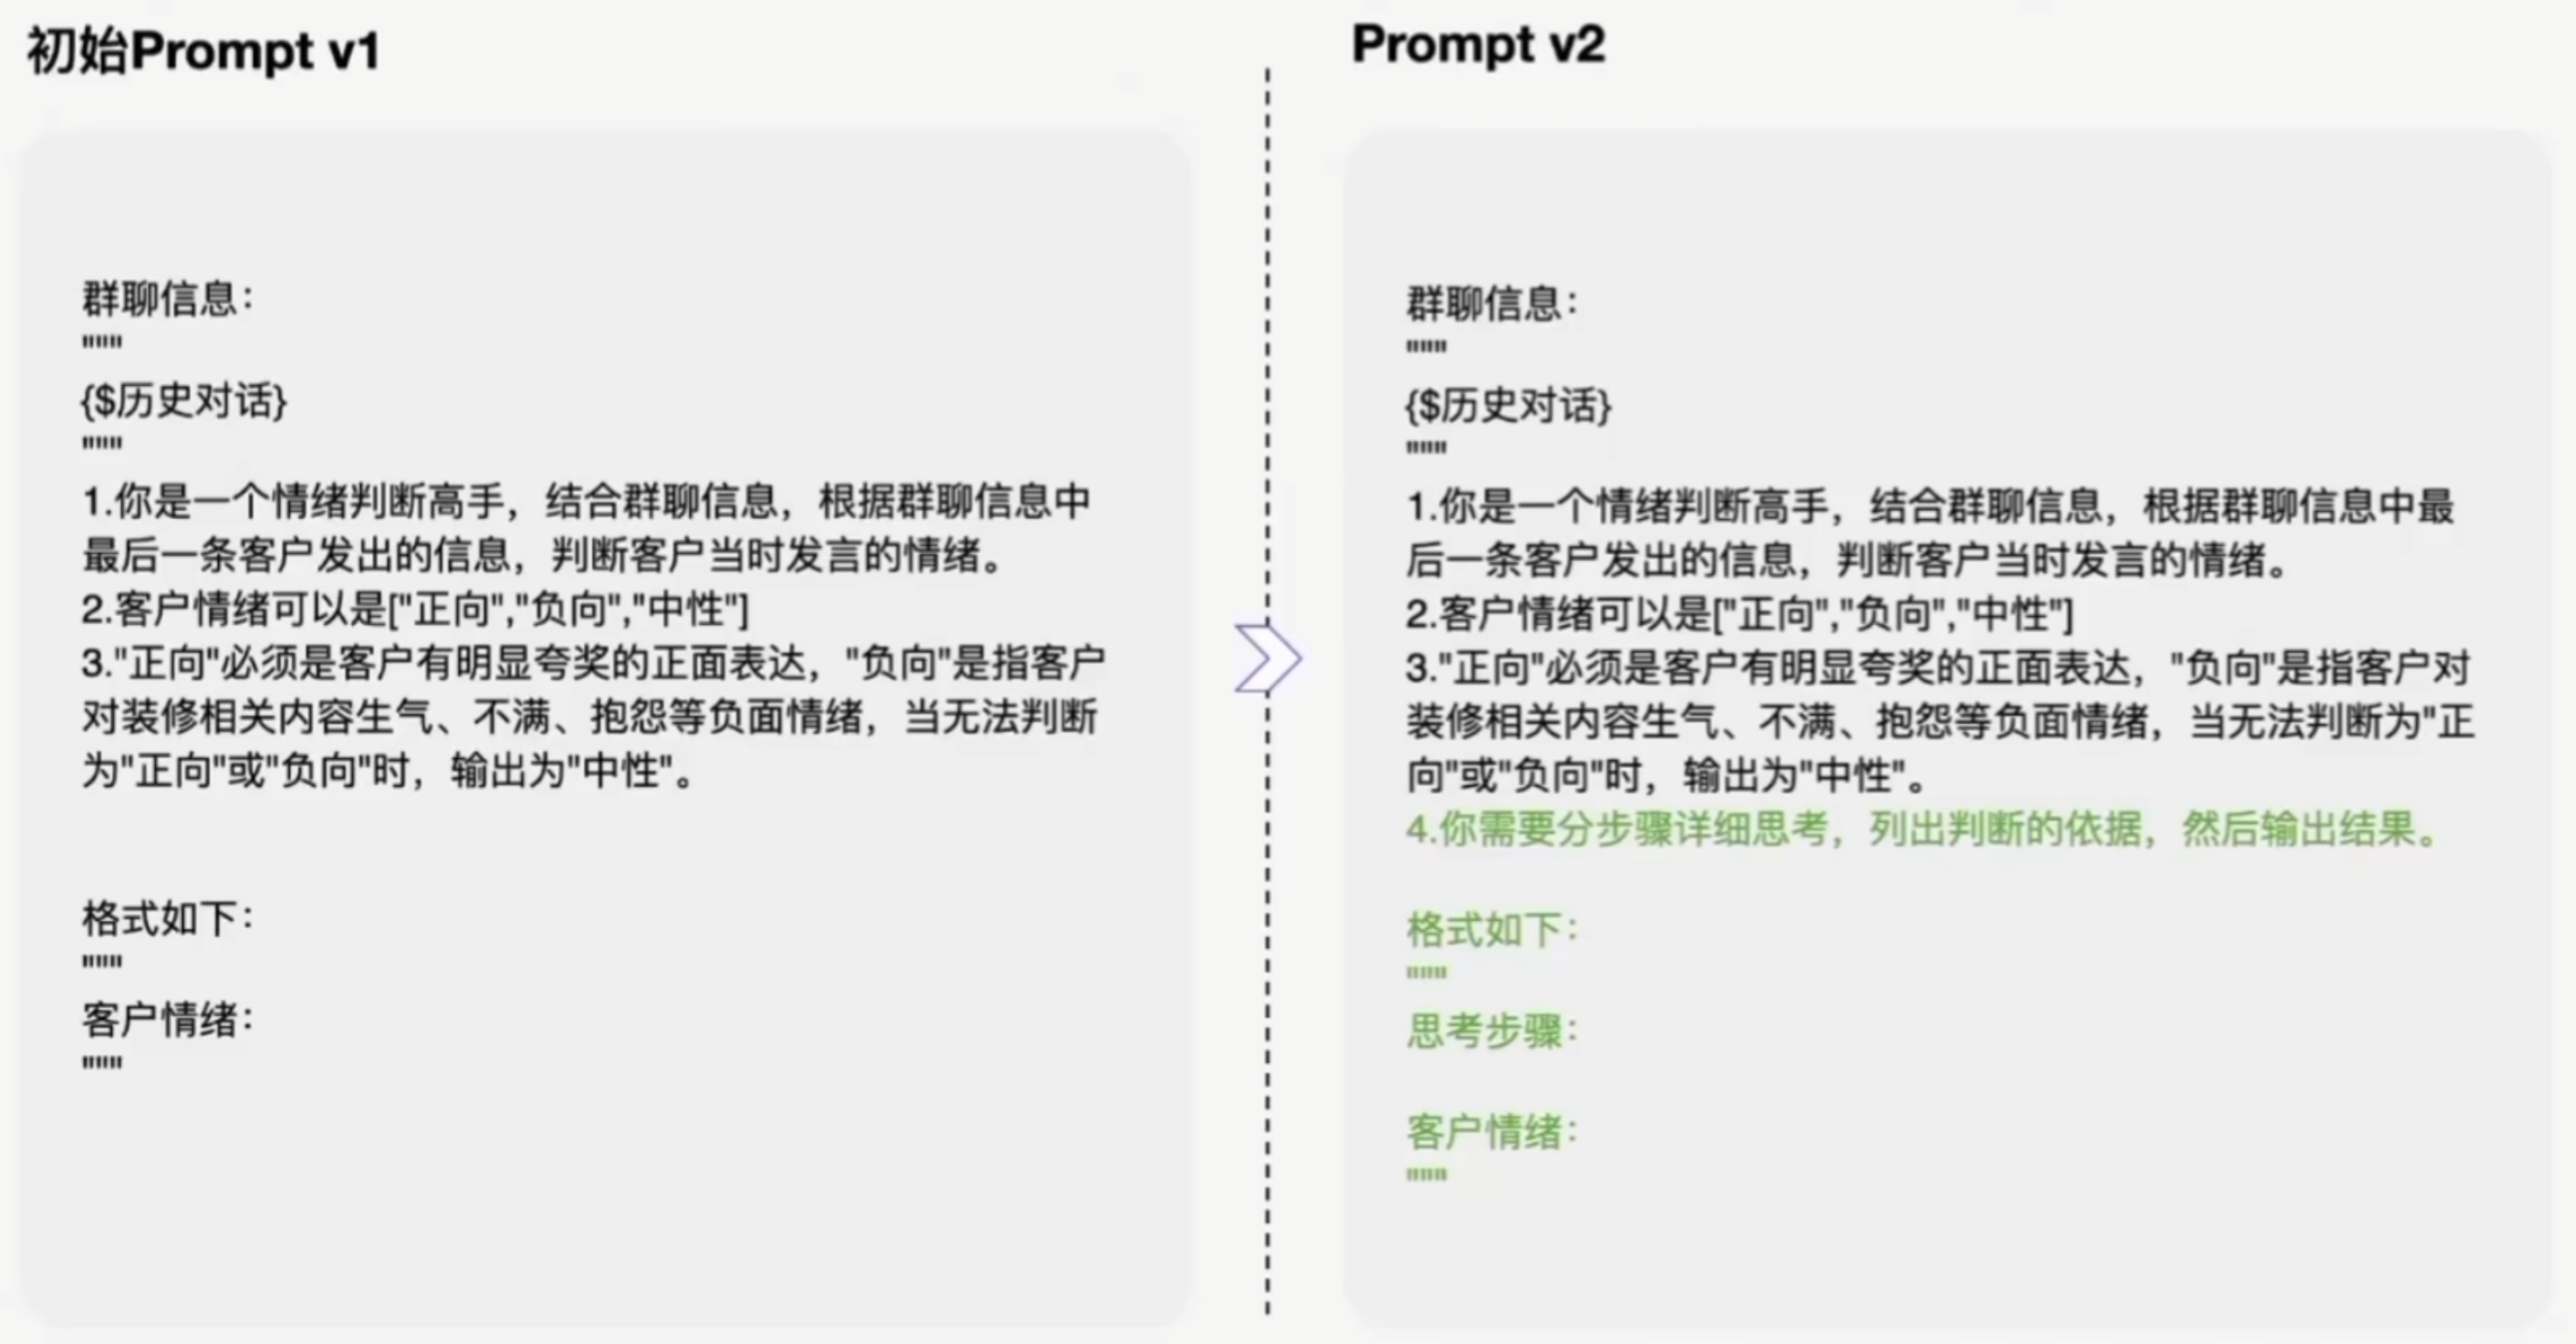 初始Prompt v1
群聊信息：
"""
{$历史对话}
"""
1.你是一个情绪判断高手，结合群聊信息，根据群聊信息中
最后一条客户发出的信息，判断客户当时发言的情绪。
2.客户情绪可以是["正向","负向","中性"]
3."正向"必须是客户有明显夸奖的正面表达，"负向"是指客户
对装修相关内容生气、不满、抱怨等负面情绪，当无法判断
为"正向"或"负向"时，输出为"中性"。
格式如下：
"""
客户情绪：
"""
Prompt v2
群聊信息：
"""
{$历史对话}
"""
1.你是一个情绪判断高手，结合群聊信息，根据群聊信息中最
后一条客户发出的信息，判断客户当时发言的情绪。
2.客户情绪可以是["正向","负向","中性"]
3."正向"必须是客户有明显夸奖的正面表达，"负向"是指客户对
装修相关内容生气、不满、抱怨等负面情绪，当无法判断为"正
向"或"负向"时，输出为"中性"。
4.你需要分步骤详细思考，列出判断的依据，然后输出结果。
格式如下：
"""
思考步骤：
客户情绪：
"""